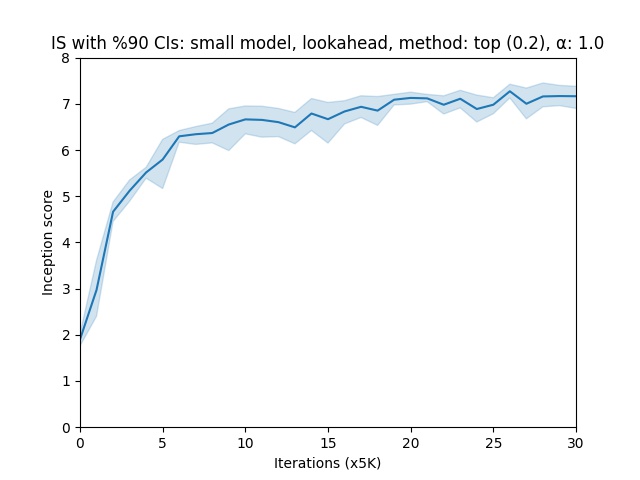 IS with %90 CIs: small model, lookahead, method: top (0.2), α: 1.0
8
7
6
5
4
3
2
1
0
Inception score
0 5 10 15 20 25 30
Iterations (x5K)